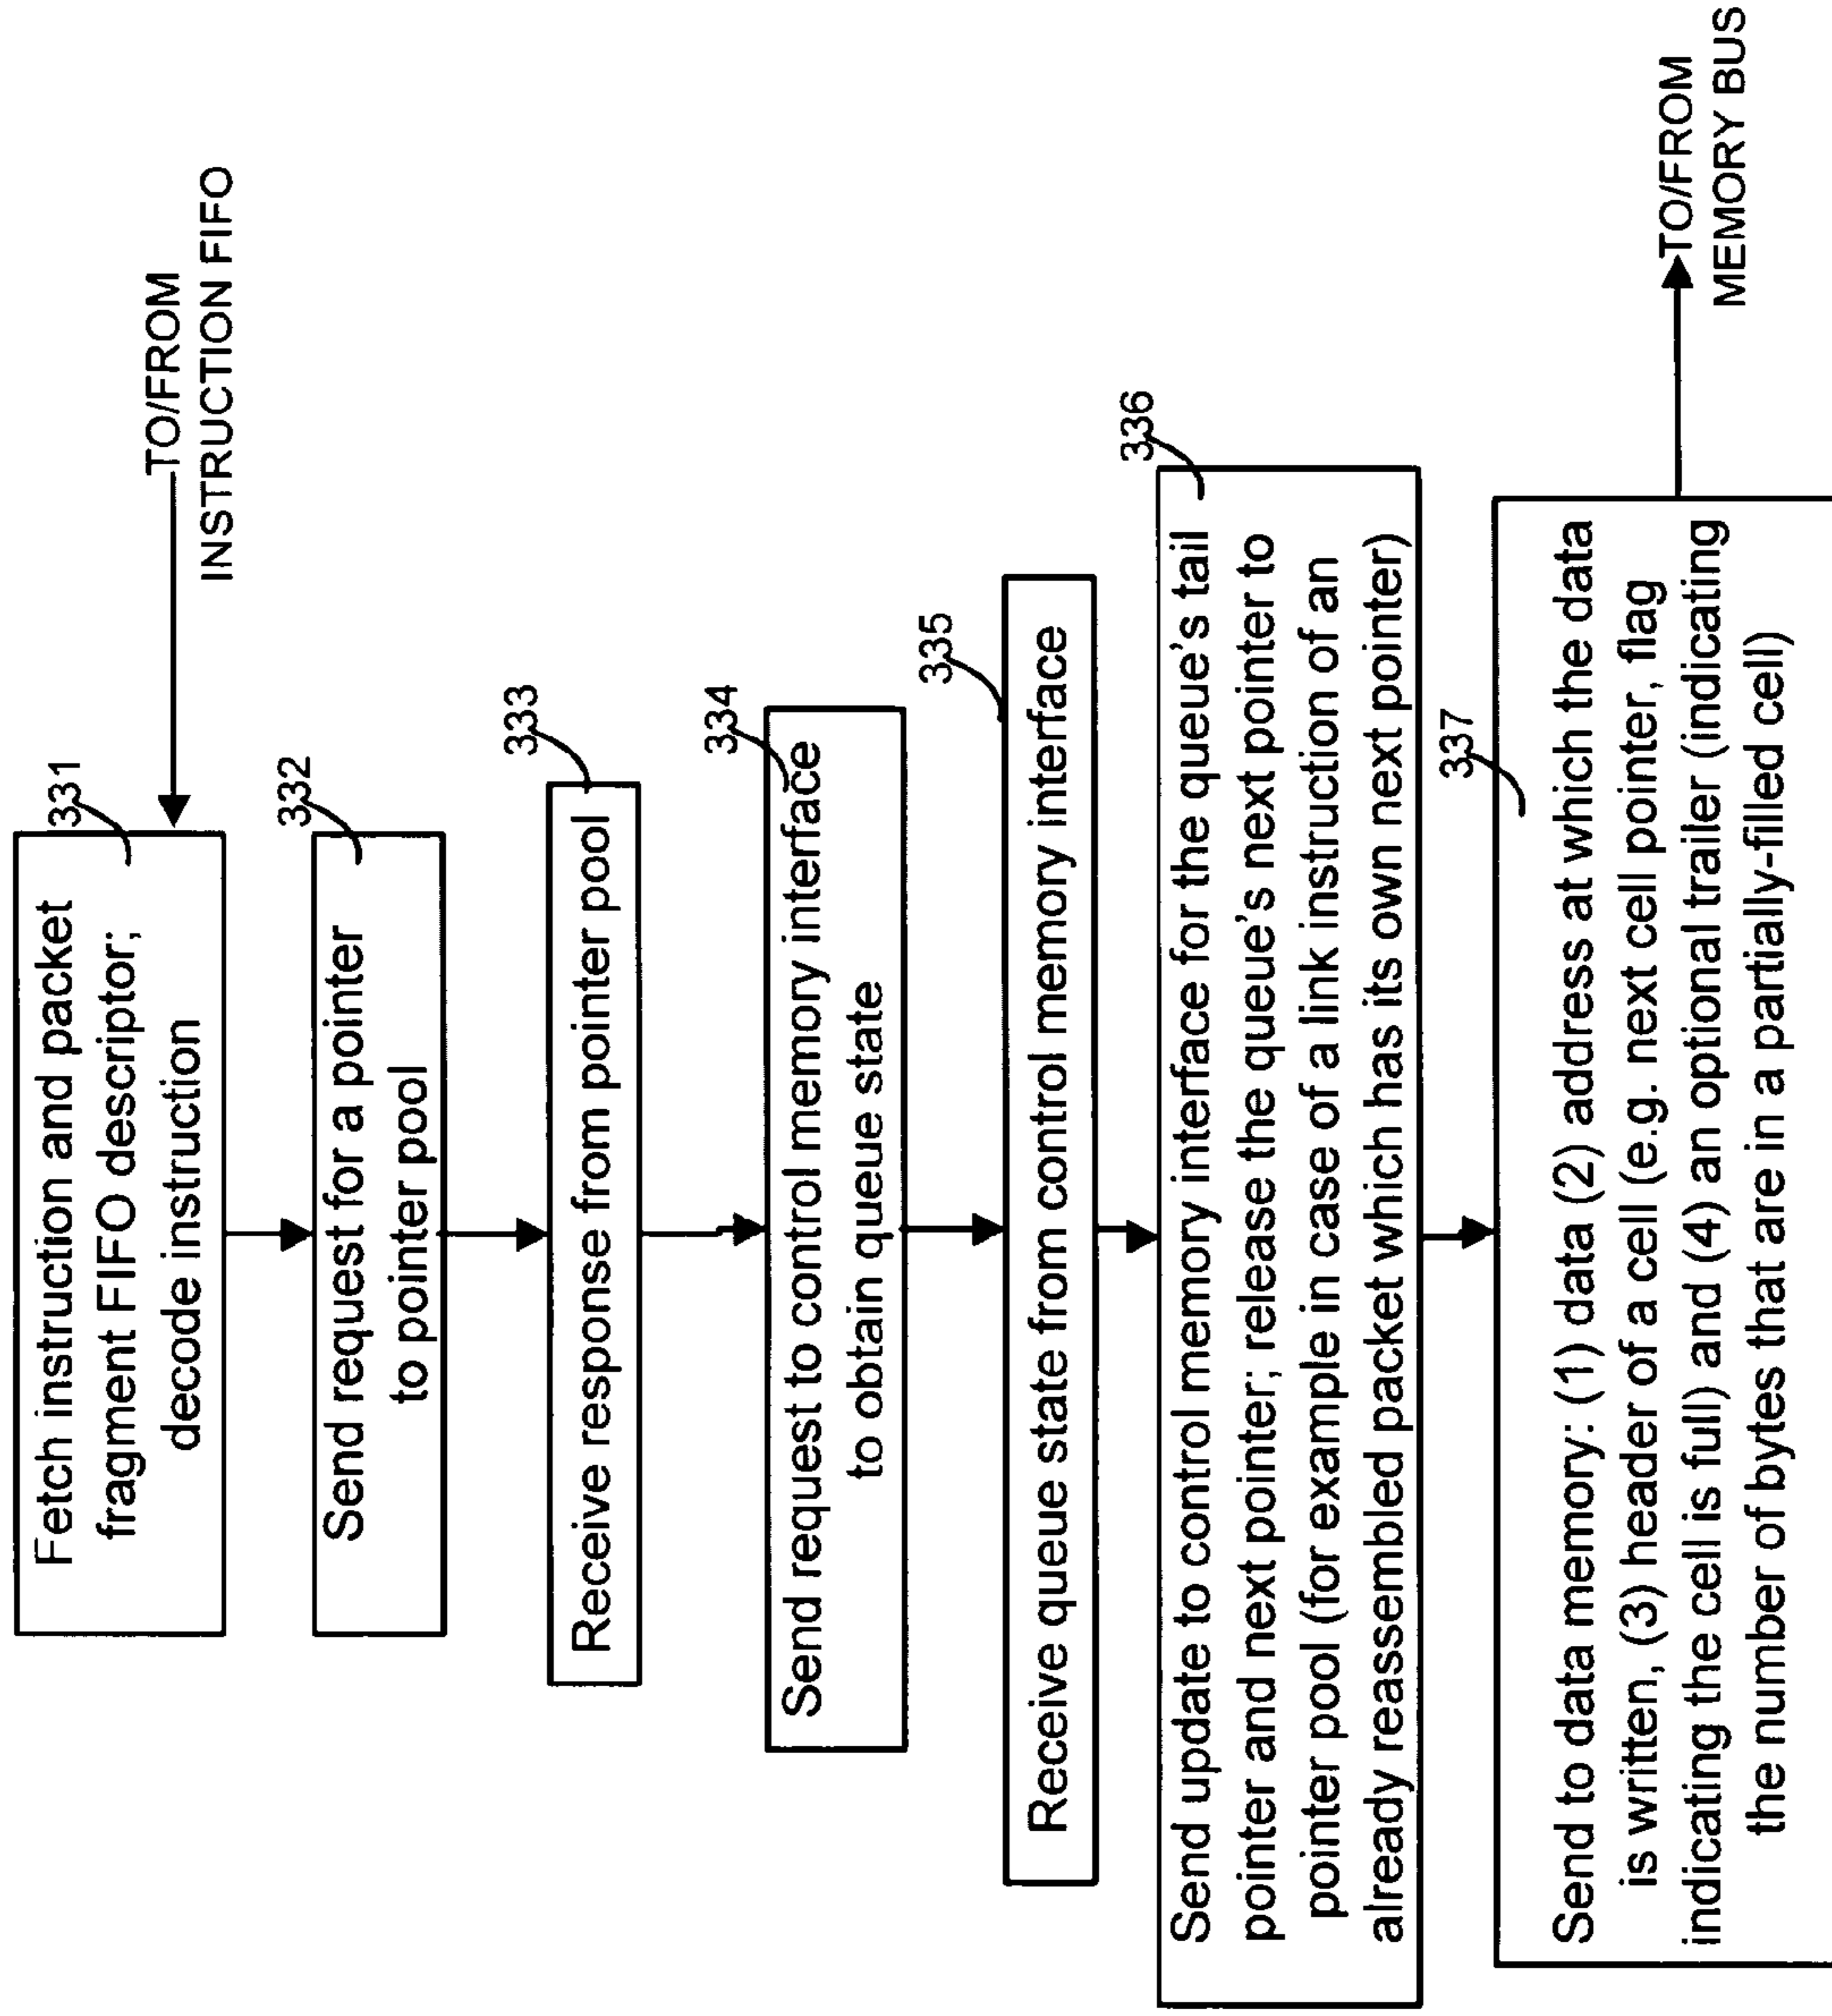 Fetch instruction and packet
fragment FIFO descriptor;
decode instruction
331
TO/FROM
INSTRUCTION FIFO
Send request for a pointer
to pointer pool
332
Receive response from pointer pool
333
Send request to control memory interface
to obtain queue state
334
Receive queue state from control memory interface
335
Send update to control memory interface for the queue's tail
pointer and next pointer; release the queue's next pointer to
pointer pool (for example in case of a link instruction of an
already reassembled packet which has its own next pointer)
336
Send to data memory: (1) data (2) address at which the data
is written, (3) header of a cell (e.g. next cell pointer, flag
indicating the cell is full) and (4) an optional trailer (indicating
the number of bytes that are in a partially-filled cell)
337
TO/FROM
MEMORY BUS